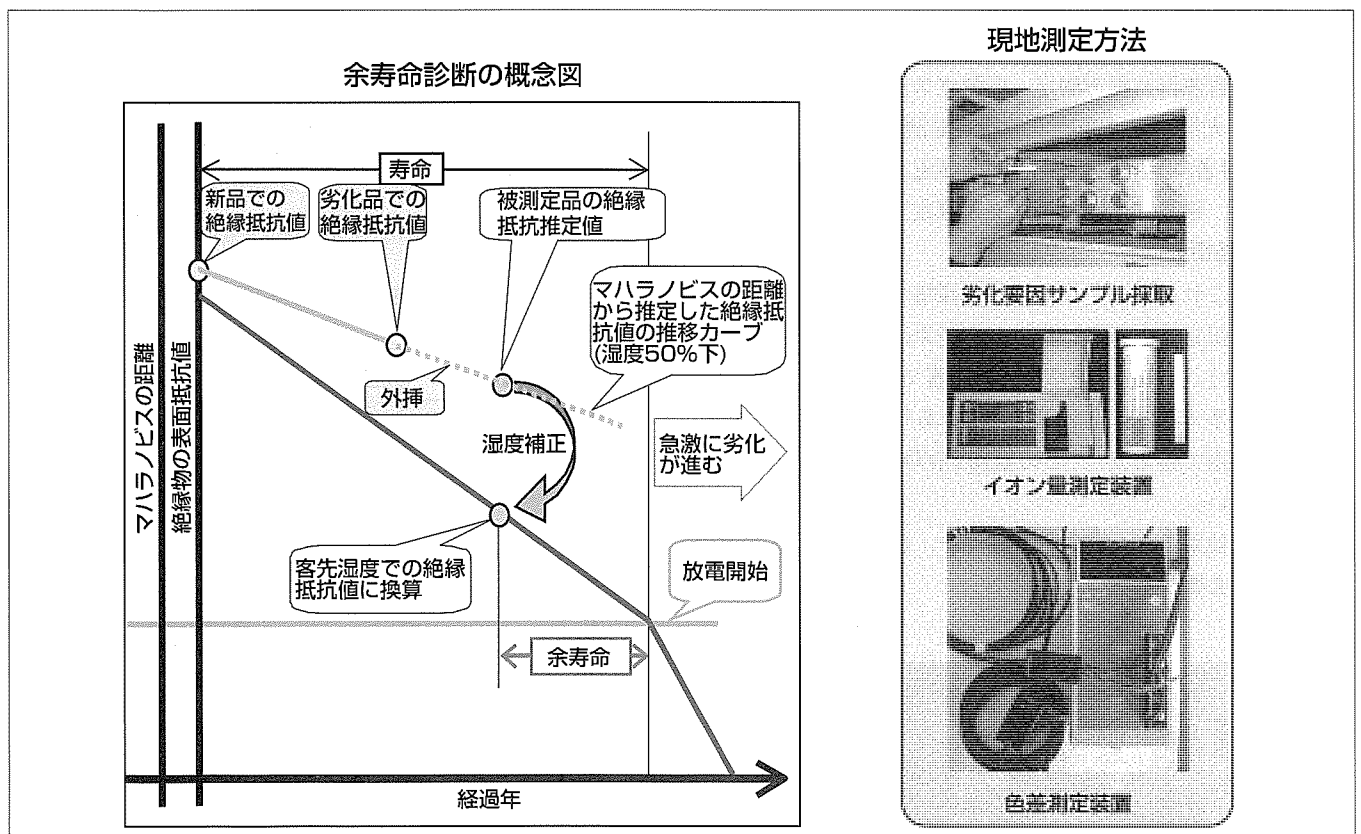 余寿命診断の概念図
寿命
新品での
絶縁抵抗値
劣化品での
絶縁抵抗値
被測定品の絶縁
抵抗推定値
マハラノビスの距離
から推定した絶縁抵
抗値の推移カーブ
(湿度50%下)
外挿
湿度補正
急激に劣化
が進む
客先湿度での絶縁
抵抗値に換算
放電開始
余寿命
マハラノビスの距離
絶縁物の表面抵抗値
経過年
現地測定方法
劣化要因サンプル採取
イオン量測定装置
色差測定装置